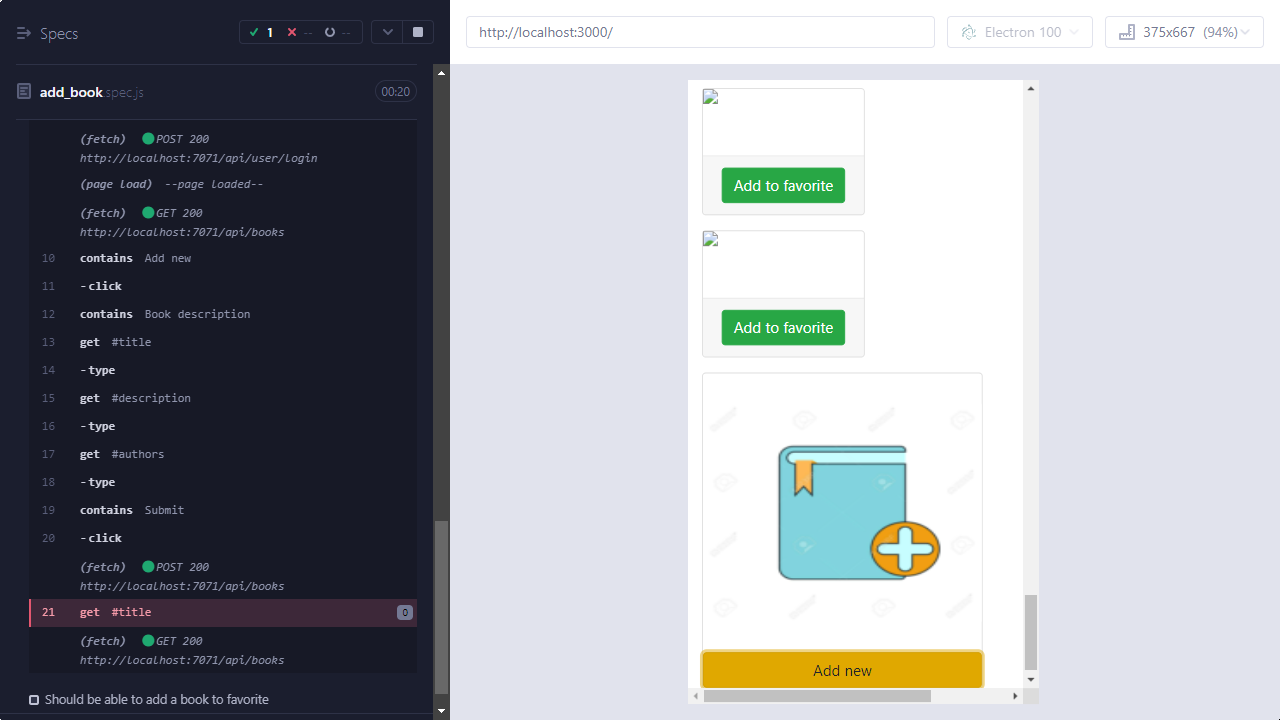 Specs
1
--
--
http://localhost:3000/
Electron 100
375x667 (94%)
add_book.spec.js
00:20
(fetch) POST 200
http://localhost:7071/api/user/login
(page load) --page loaded--
(fetch) GET 200
http://localhost:7071/api/books
10 contains Add new
11 -click
12 contains Book description
13 get #title
14 -type
15 get #description
16 -type
17 get #authors
18 -type
19 contains Submit
20 -click
(fetch) POST 200
http://localhost:7071/api/books
21 get #title 0
(fetch) GET 200
http://localhost:7071/api/books
Should be able to add a book to favorite
Add to favorite
Add to favorite
Add new